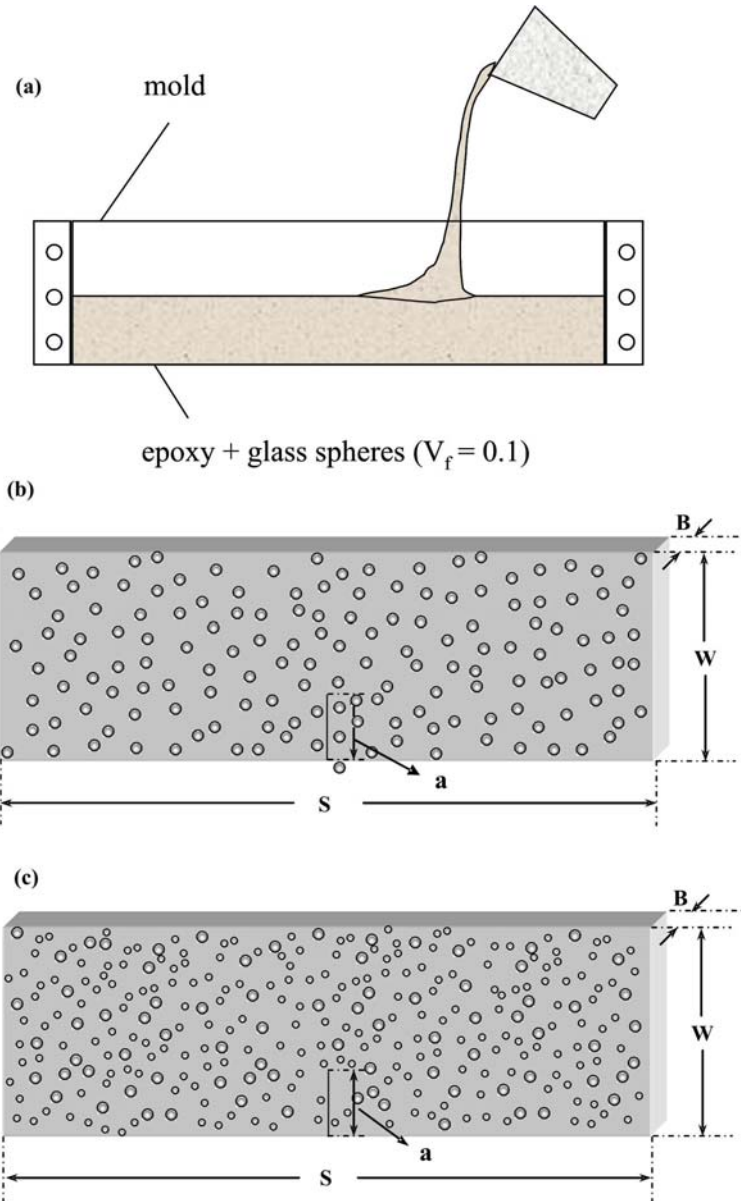 (a)
mold
epoxy + glass spheres (V_f = 0.1)
(b)
B
W
a
S
(c)
B
W
a
S